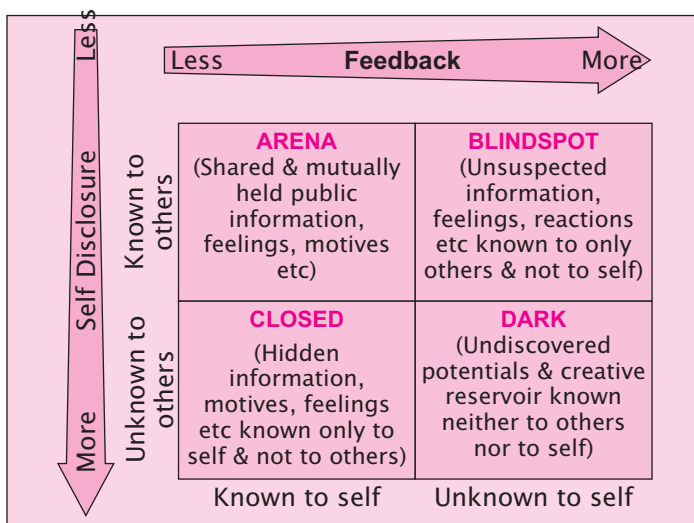 Less Feedback More
Less
Self Disclosure
More
Known to
others
ARENA
(Shared & mutually
held public
information,
feelings, motives
etc)
BLINDSPOT
(Unsuspected
information,
feelings, reactions
etc known to only
others & not to self)
Unknown to
others
CLOSED
(Hidden
information,
motives, feelings
etc known only to
self & not to others)
DARK
(Undiscovered
potentials & creative
reservoir known
neither to others
nor to self)
Known to self
Unknown to self